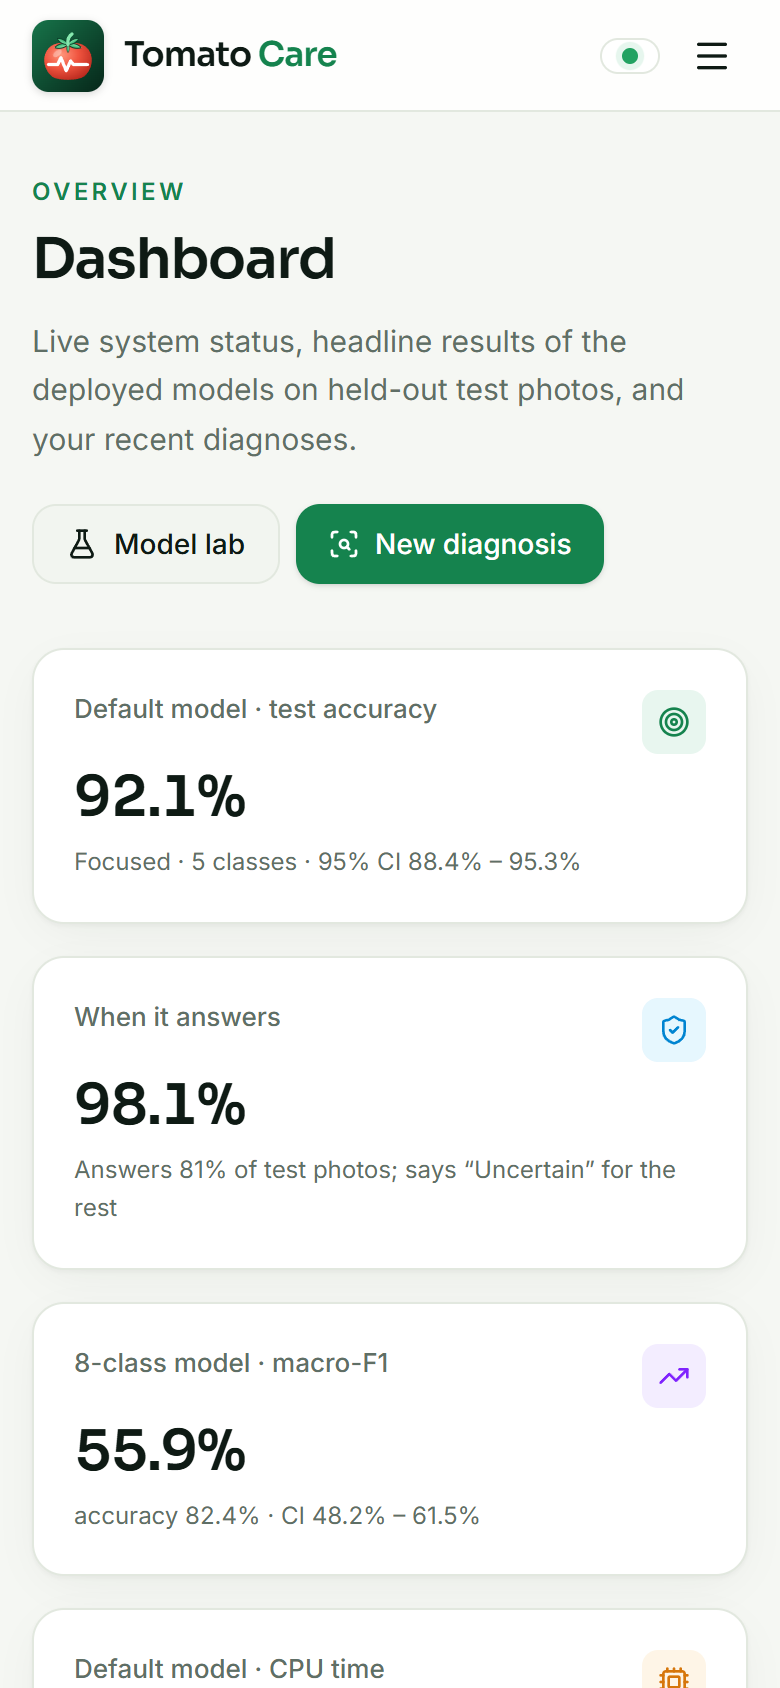 Tomato Care
OVERVIEW
Dashboard
Live system status, headline results of the
deployed models on held-out test photos, and
your recent diagnoses.
Model lab
New diagnosis
Default model · test accuracy
92.1%
Focused · 5 classes · 95% CI 88.4% – 95.3%
When it answers
98.1%
Answers 81% of test photos; says “Uncertain” for the
rest
8-class model · macro-F1
55.9%
accuracy 82.4% · CI 48.2% – 61.5%
Default model · CPU time